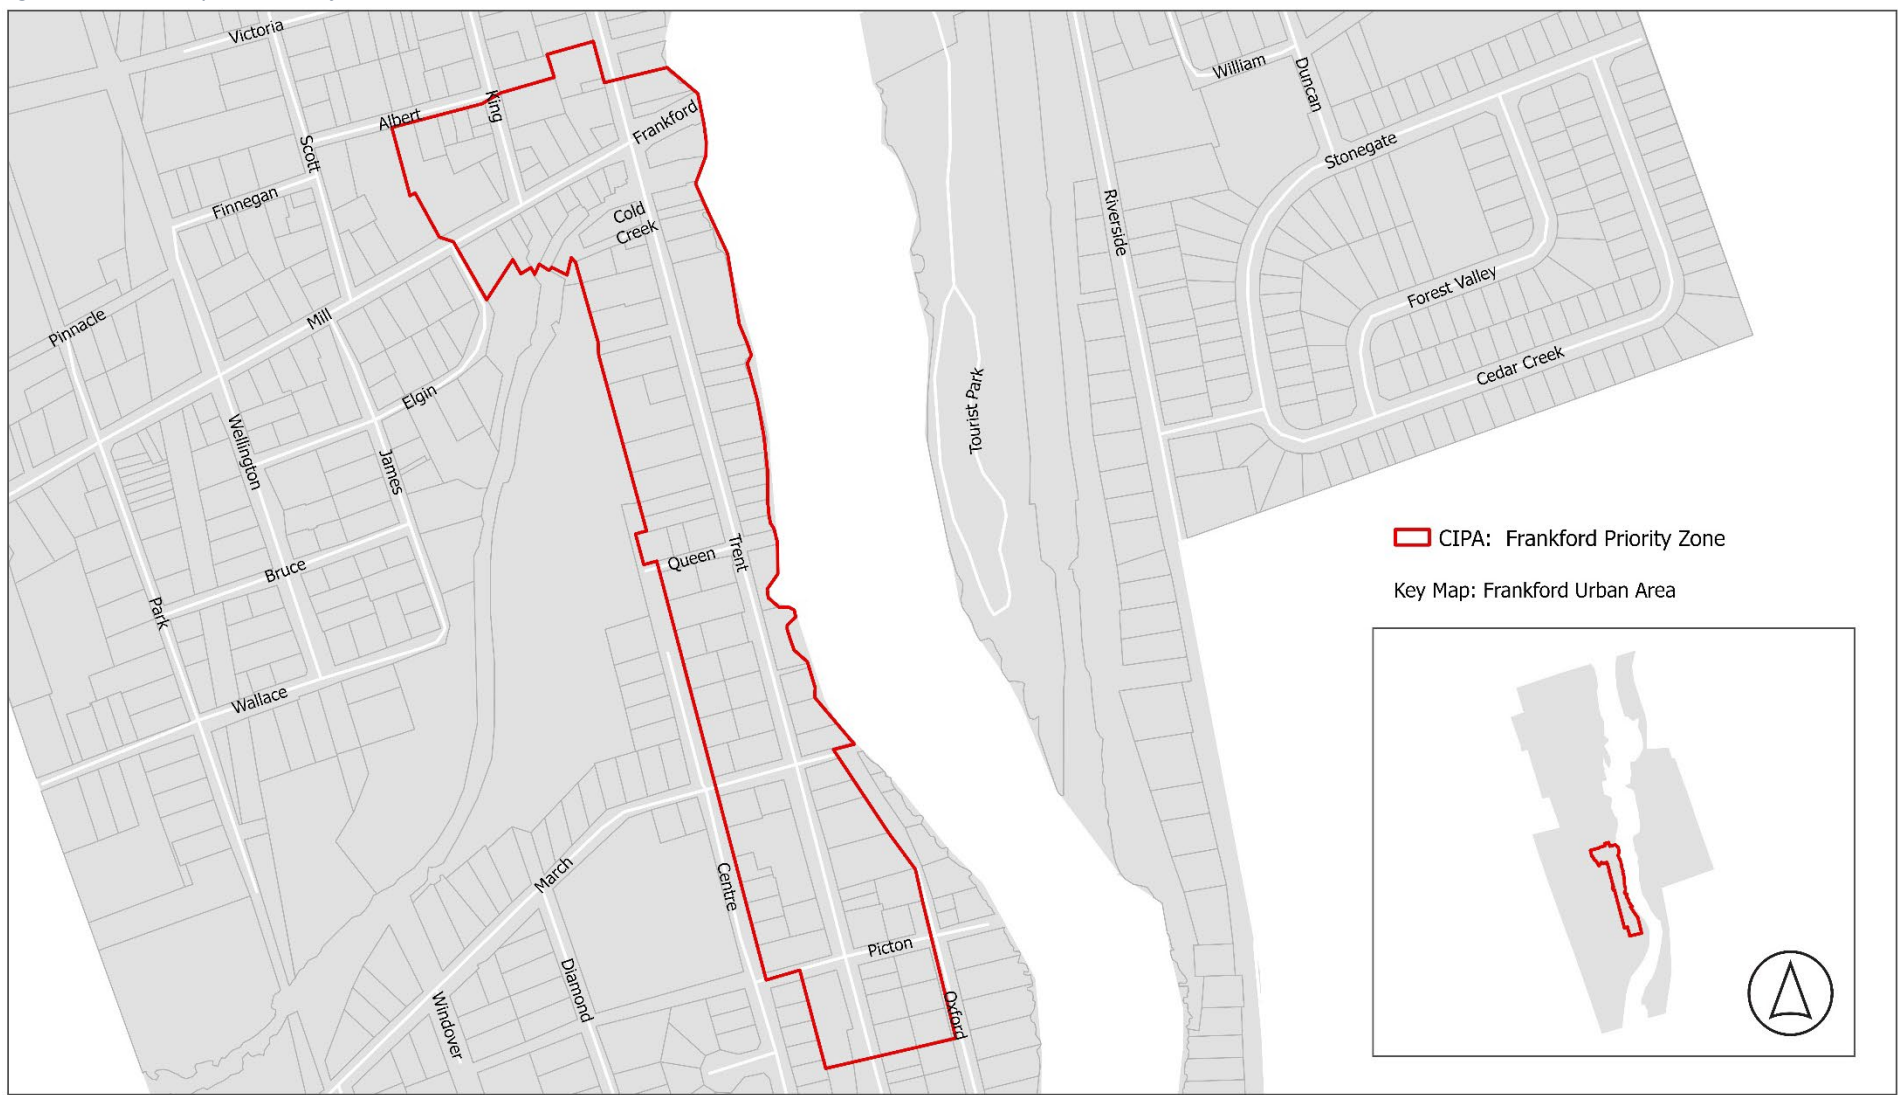 Victoria
William
Duncan
King
Albert
Frankford
Scott
Stonegate
Finnegan
Riverside
Cold
Creek
Forest Valley
Pinnacle
Mill
Cedar Creek
Elgin
Tourist Park
Wellington
James
Queen
Trent
CIPA: Frankford Priority Zone
Key Map: Frankford Urban Area
Bruce
Park
Wallace
March
Centre
Picton
Diamond
Windover
Oxford